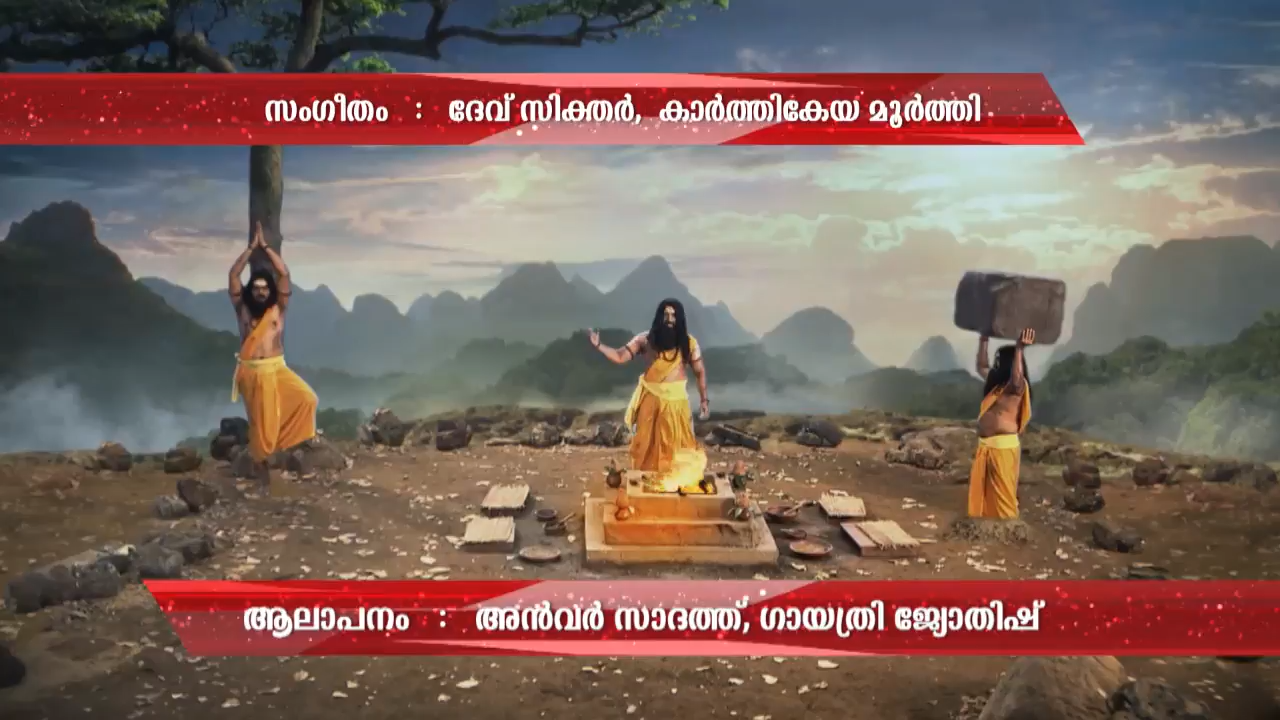 സംഗീതം : ദേവ് സിക്തർ, കാർത്തികേയ മൂർത്തി
ആലാപനം : അൻവർ സാദത്ത്, ഗായത്രി ജ്യോതിഷ്